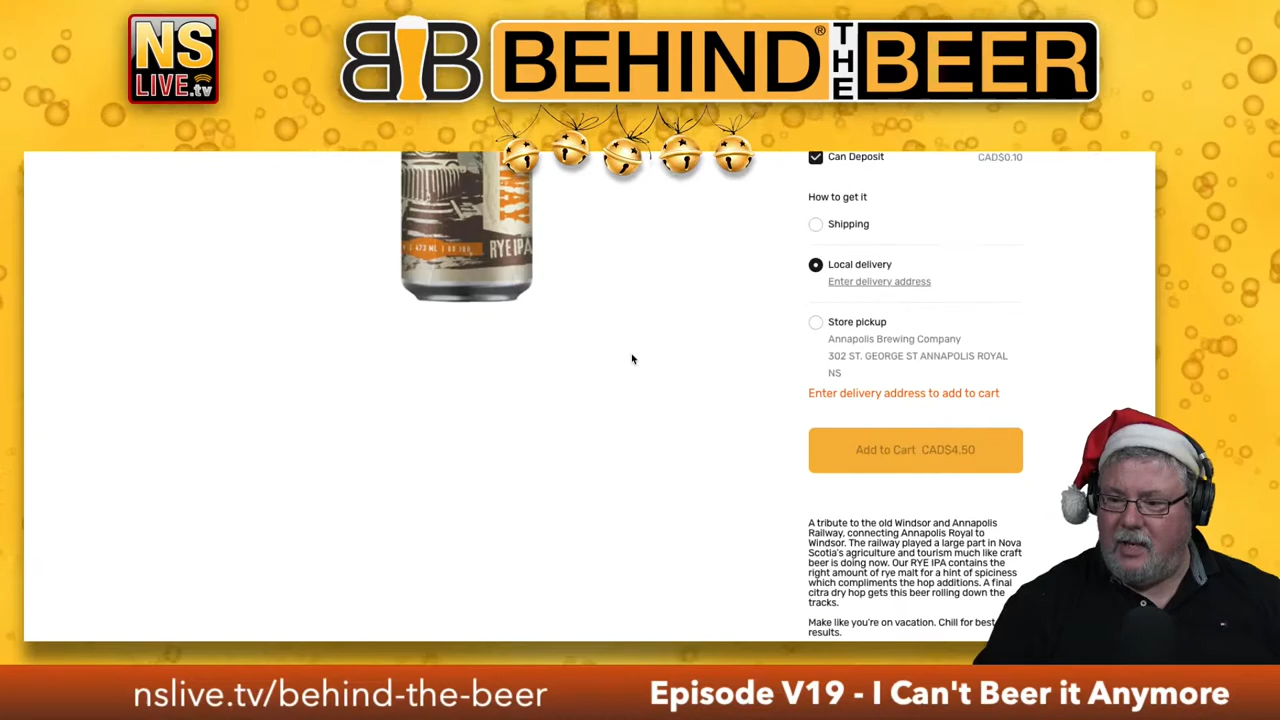 NS
LIVE.tv
BB
BEHIND® THE BEER
Can Deposit CAD$0.10
How to get it
Shipping
Local delivery
Enter delivery address
Store pickup
Annapolis Brewing Company
302 ST. GEORGE ST ANNAPOLIS ROYAL
NS
Enter delivery address to add to cart
Add to Cart CAD$4.50
A tribute to the old Windsor and Annapolis
Railway, connecting Annapolis Royal to
Windsor. The railway played a large part in Nova
Scotia's agriculture and tourism much like craft
beer is doing now. Our RYE IPA contains the
right amount of rye malt for a hint of spiciness
which compliments the hop additions. A final
citra dry hop gets this beer rolling down the
tracks.
Make like you're on vacation. Chill for best
results.
WAY
473 ML
RYE IPA
nslive.tv/behind-the-beer
Episode V19 - I Can't Beer it Anymore